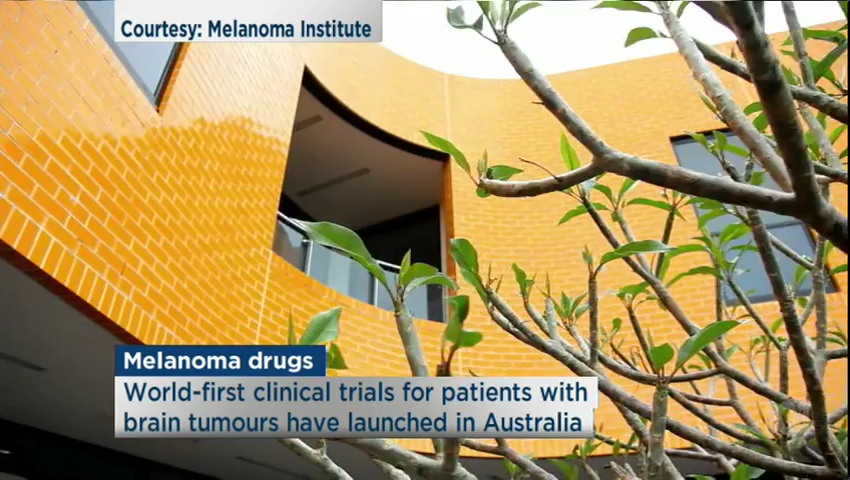 Courtesy: Melanoma Institute
Melanoma drugs
World-first clinical trials for patients with
brain tumours have launched in Australia